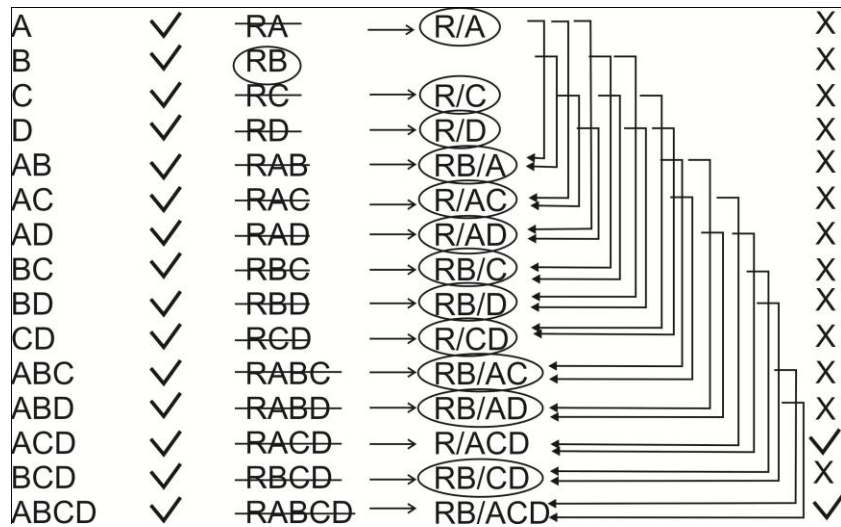 A ✓ RA → R/A X
B ✓ RB X
C ✓ RC → R/C X
D ✓ RD → R/D X
AB ✓ RAB → RB/A X
AC ✓ RAC → R/AC X
AD ✓ RAD → R/AD X
BC ✓ RBC → RB/C X
BD ✓ RBD → RB/D X
CD ✓ RCD → R/CD X
ABC ✓ RABC → RB/AC X
ABD ✓ RABD → RB/AD X
ACD ✓ RACD → R/ACD ✓
BCD ✓ RBCD → RB/CD X
ABCD ✓ RABCD → RB/ACD ✓